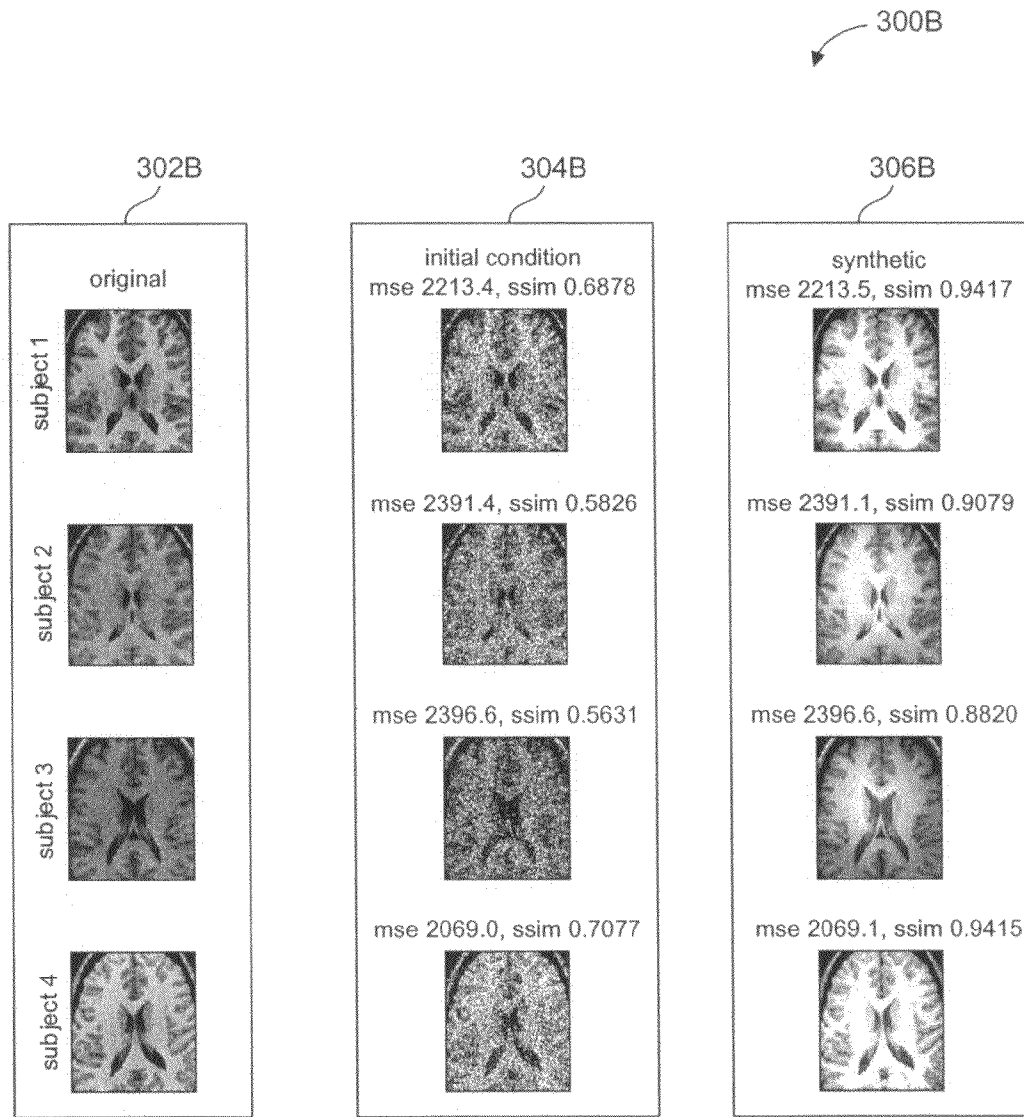 300B
302B
304B
306B
original
initial condition
mse 2213.4, ssim 0.6878
synthetic
mse 2213.5, ssim 0.9417
subject 1
mse 2391.4, ssim 0.5826
mse 2391.1, ssim 0.9079
subject 2
mse 2396.6, ssim 0.5631
mse 2396.6, ssim 0.8820
subject 3
mse 2069.0, ssim 0.7077
mse 2069.1, ssim 0.9415
subject 4